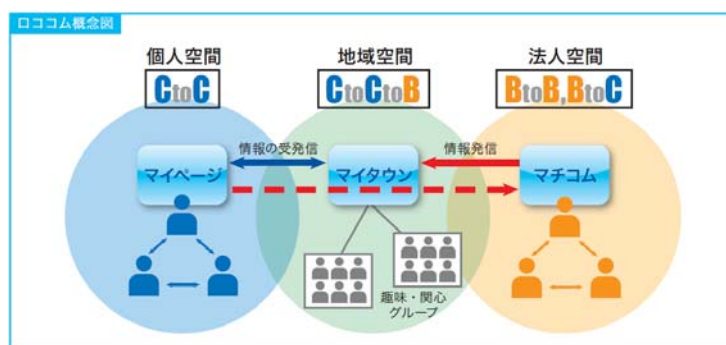 ロココム概念図
個人空間
CtoC
地域空間
CtoCtoB
法人空間
BtoB,BtoC
情報の受発信
情報発信
マイページ
マイタウン
マチコム
趣味・関心
グループ